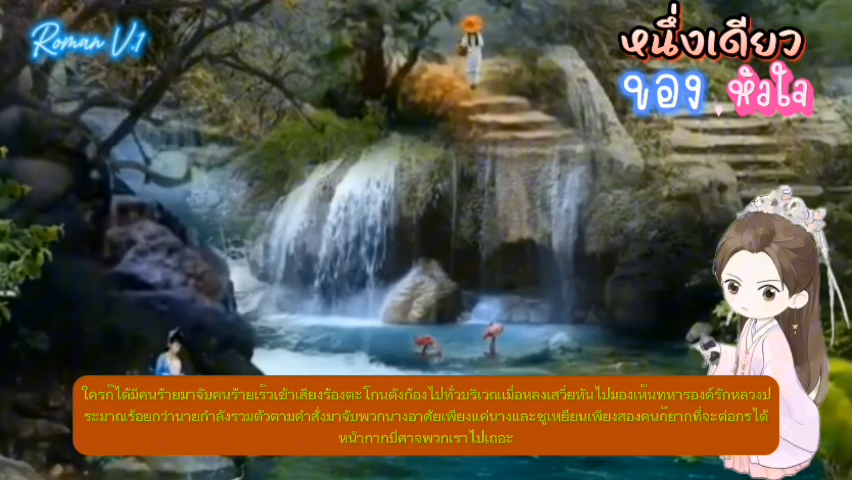 Roman V.1
หนึ่งเดียว
ของ หัวใจ
ใครก็ได้มีคนร้ายมาจับคนร้ายเร็วเข้าเสียงร้องตะโกนดังก้องไปทั่วบริเวณเมื่อหลงเสวี่ยหันไปมองเห็นทหารองค์รักหลวงป
ระมาณร้อยกว่านายกำลังรวมตัวตามคำสั่งมาจับพวกนางอาศัยเพียงแค่นางและซูเหยียนเพียงสองคนก็ยากที่จะต่อกรได้
หน้ากากปีศาจพวกเราไปเถอะ